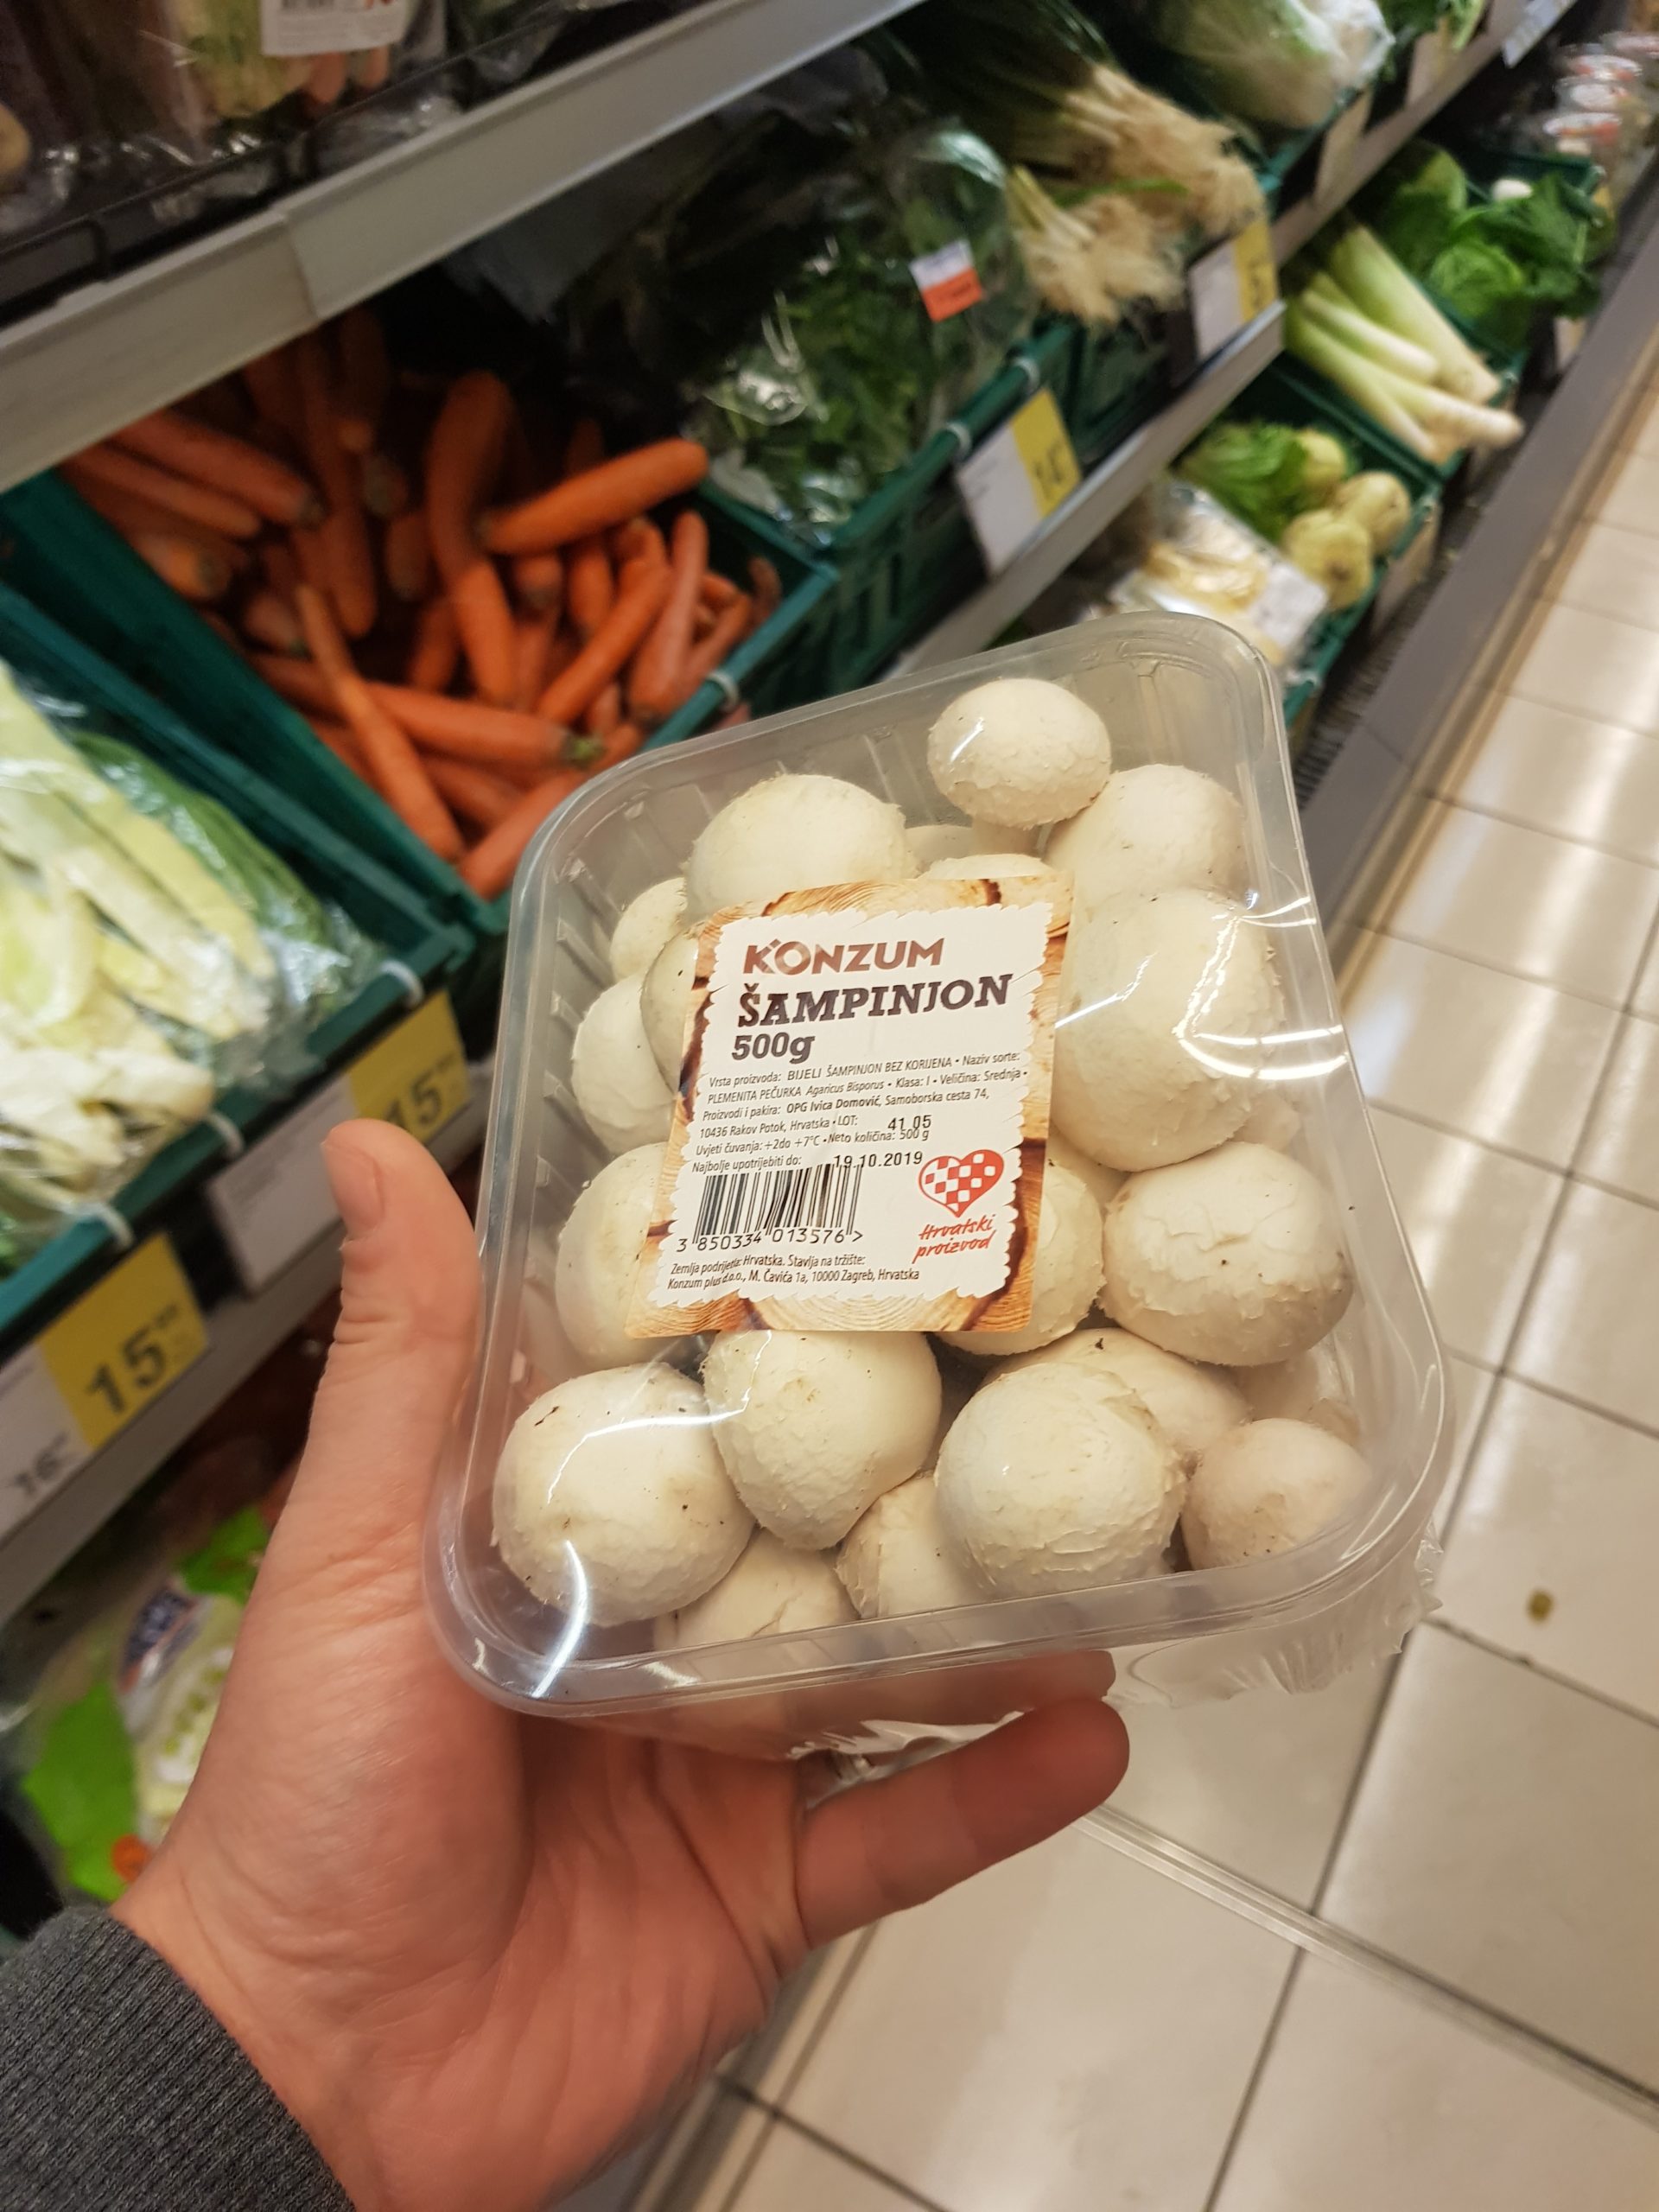 KONZUM
ŠAMPINJON
500g
Vrsta proizvoda: BIJELI ŠAMPINJON BEZ KORIJENA • Naziv sorte:
PLEMENITA PEČURKA Agaricus Bisporus • Klasa: I • Veličina: Srednja •
Proizvodi i pakira: OPG Ivica Domović, Samoborska cesta 74,
10436 Rakov Potok, Hrvatska • LOT: 41 05
Uvjeti čuvanja: +2do +7°C • Neto količina: 500 g
Najbolje upotrijebiti do: 19.10.2019
3 850334 013576 >
Hrvatski
proizvod
Zemlja podrijetla: Hrvatska. Stavlja na tržište:
Konzum plus d.o.o., M. Čavića 1a, 10000 Zagreb, Hrvatska
14
15
15
16